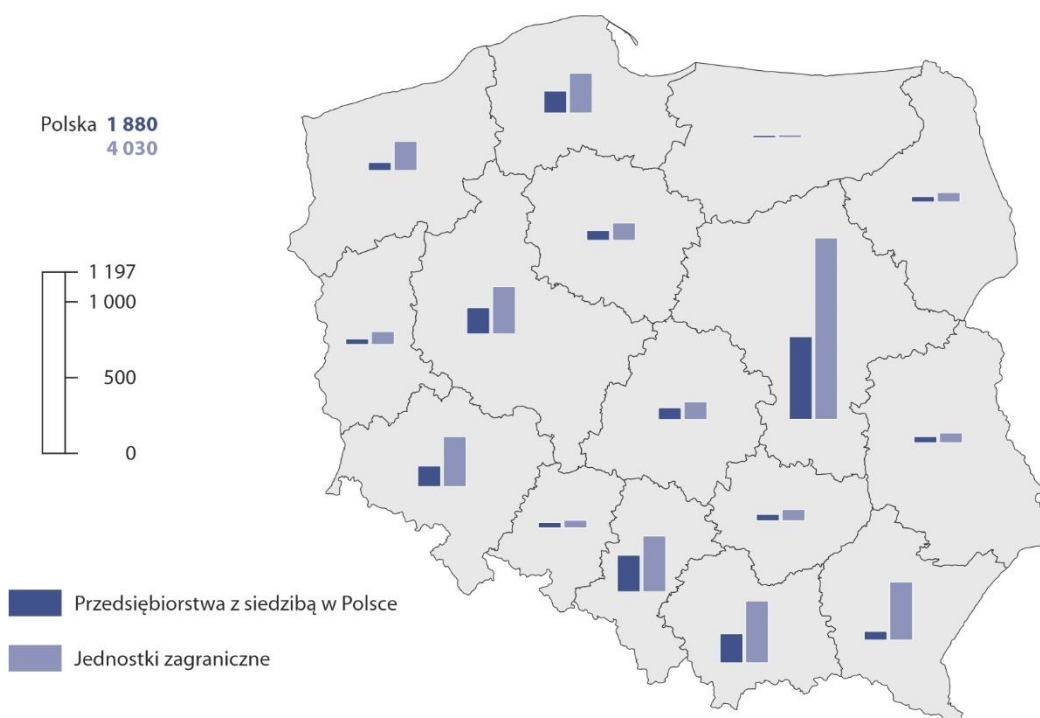 Polska 1 880
4 030
1 197
1 000
500
0
Przedsiębiorstwa z siedzibą w Polsce
Jednostki zagraniczne